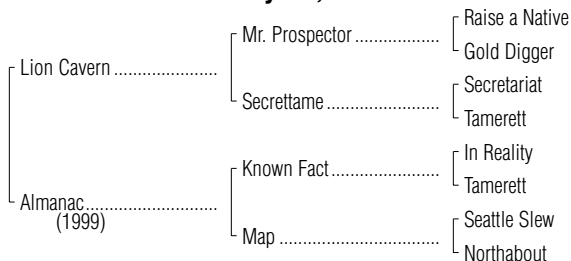 Raise a Native
Mr. Prospector ....................
Gold Digger
Lion Cavern .........................
Secretariat
Secrettame ...........................
Tamerett
In Reality
Known Fact ..........................
Tamerett
Almanac ................................
(1999)
Seattle Slew
Map ......................................
Northabout